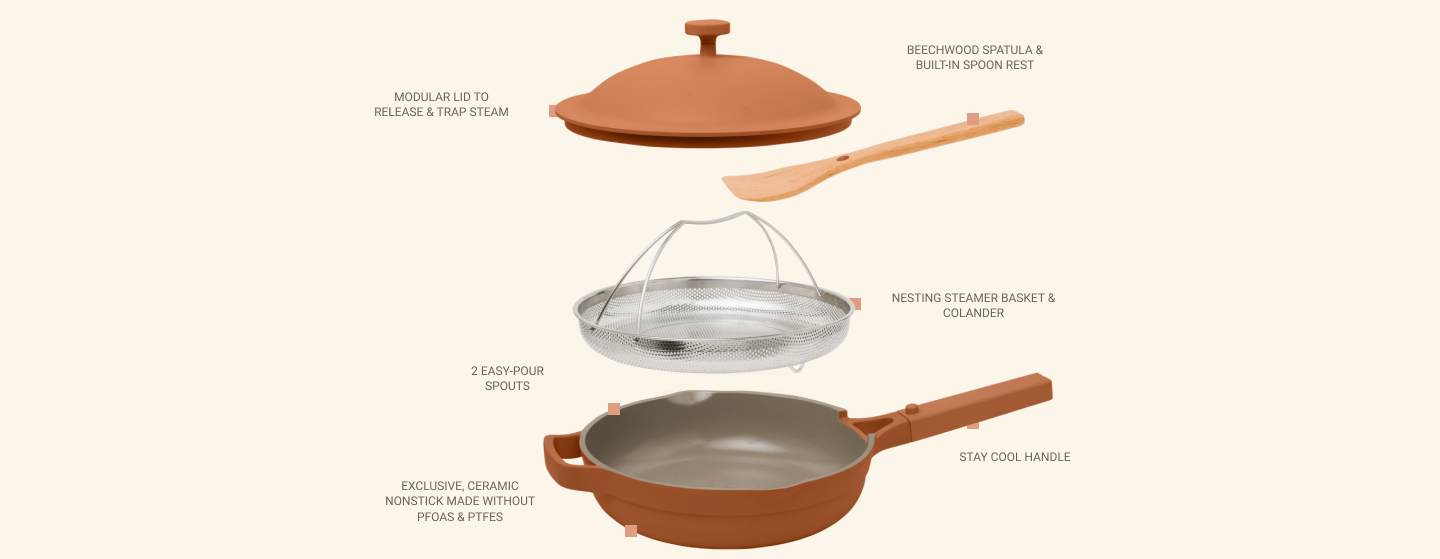 BEECHWOOD SPATULA &
BUILT-IN SPOON REST
MODULAR LID TO
RELEASE & TRAP STEAM
NESTING STEAMER BASKET &
COLANDER
2 EASY-POUR
SPOUTS
STAY COOL HANDLE
EXCLUSIVE, CERAMIC
NONSTICK MADE WITHOUT
PFOAS & PTFES